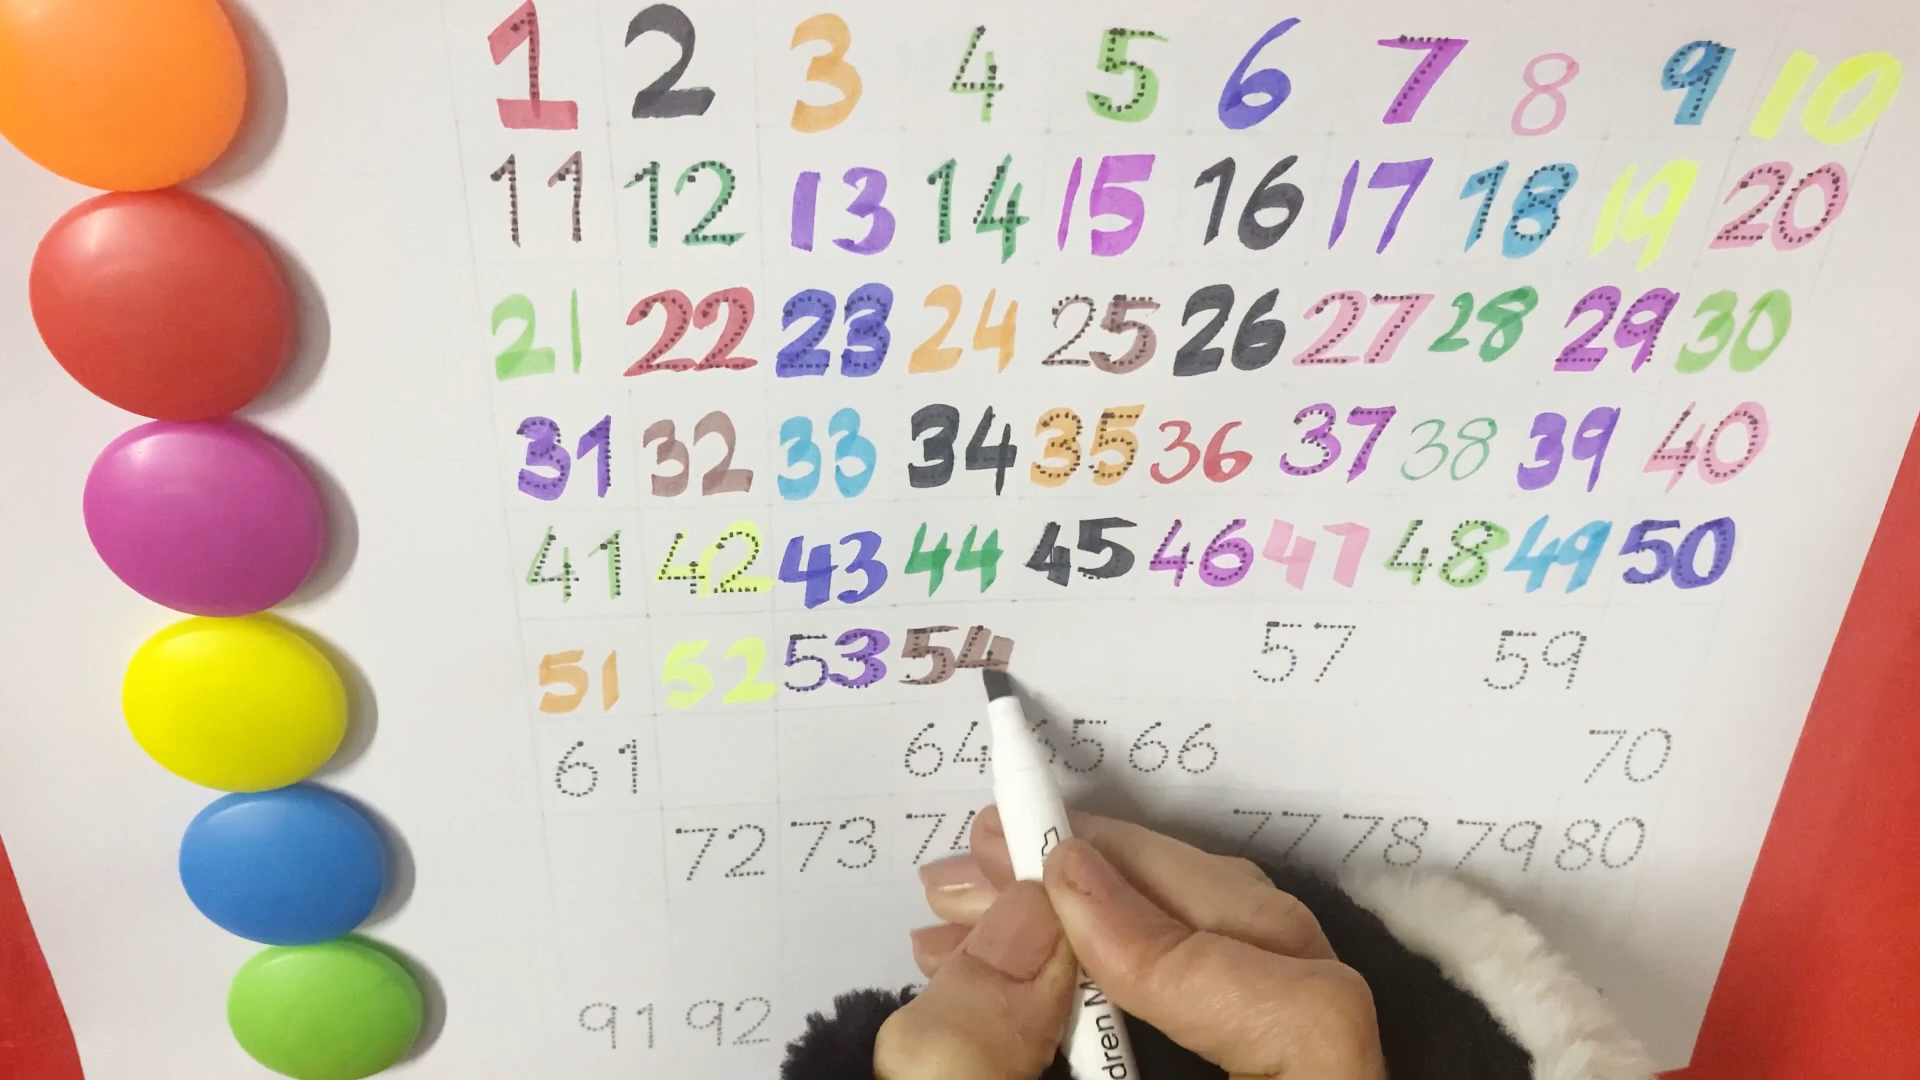 1 2 3 4 5 6 7 8 9 10
11 12 13 14 15 16 17 18 19 20
21 22 23 24 25 26 27 28 29 30
31 32 33 34 35 36 37 38 39 40
41 42 43 44 45 46 47 48 49 50
51 52 53 54 57 59
61 64 65 66 70
72 73 74 77 78 79 80
91 92
dren M